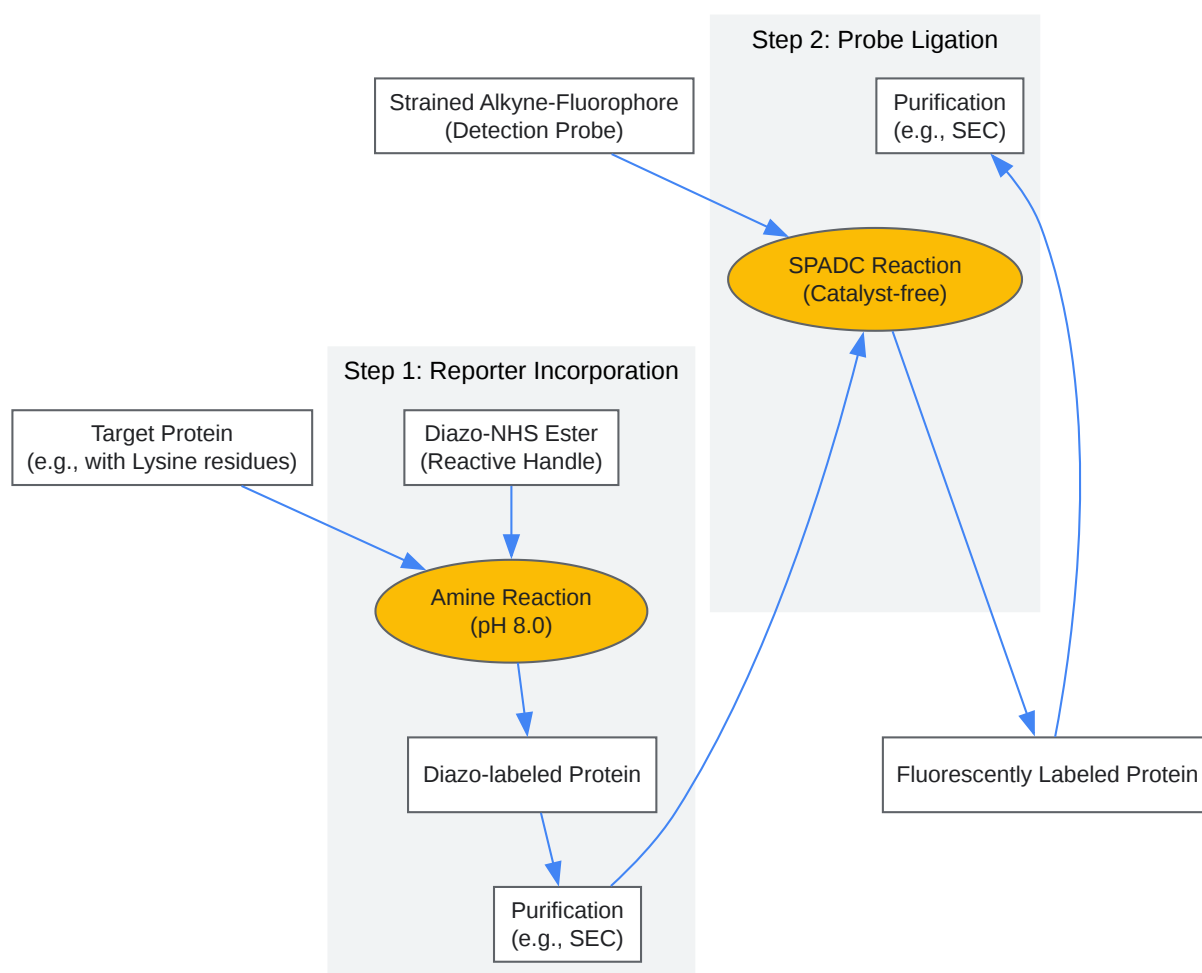 Step 2: Probe Ligation
Strained Alkyne-Fluorophore
(Detection Probe)
Purification
(e.g., SEC)
SPADC Reaction
(Catalyst-free)
Step 1: Reporter Incorporation
Target Protein
(e.g., with Lysine residues)
Diazo-NHS Ester
(Reactive Handle)
Amine Reaction
(pH 8.0)
Diazo-labeled Protein
Fluorescently Labeled Protein
Purification
(e.g., SEC)